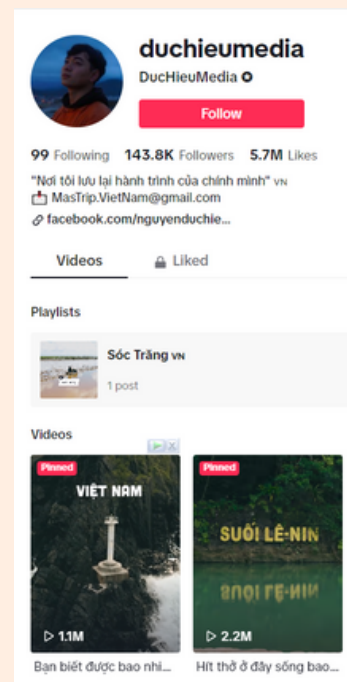 duchieumedia
DucHieuMedia
Follow
99 Following 143.8K Followers 5.7M Likes
"Nơi tôi lưu lại hành trình của chính mình" VN
MasTrip.VietNam@gmail.com
facebook.com/nguyenduchie...
Videos Liked
Playlists
Sóc Trăng VN
1 post
Videos
Pinned
VIỆT NAM
1.1M
Bạn biết được bao nhi...
Pinned
SUỐI LÊ-NIN
2.2M
Hít thở ở đây sống bao...